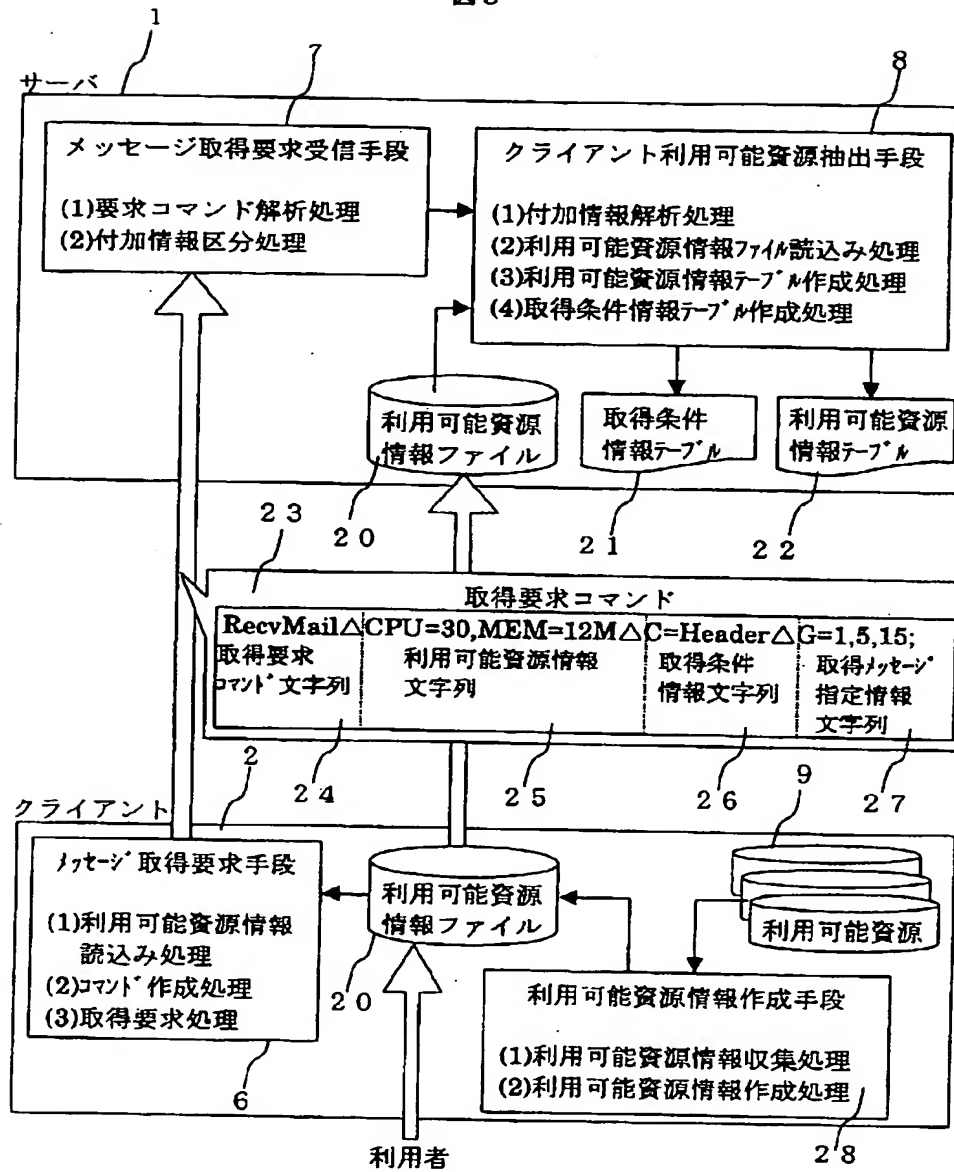 1
7
8
サーバ
メッセージ取得要求受信手段
(1)要求コマンド解析処理
(2)付加情報区分処理
クライアント利用可能資源抽出手段
(1)付加情報解析処理
(2)利用可能資源情報ファイル読込み処理
(3)利用可能資源情報テーブル作成処理
(4)取得条件情報テーブル作成処理
利用可能資源
情報ファイル
取得条件
情報テーブル
利用可能資源
情報テーブル
23
20
21
22
取得要求コマンド
RecvMail△CPU=30,MEM=12M△C=Header△G=1,5,15;
取得要求
コマンド文字列
利用可能資源情報
文字列
取得条件
情報文字列
取得メッセージ
指定情報
文字列
2
24
25
26
9
27
クライアント
メッセージ取得要求手段
(1)利用可能資源情報
読込み処理
(2)コマンド作成処理
(3)取得要求処理
利用可能資源
情報ファイル
利用可能資源
20
利用可能資源情報作成手段
(1)利用可能資源情報収集処理
(2)利用可能資源情報作成処理
6
28
利用者